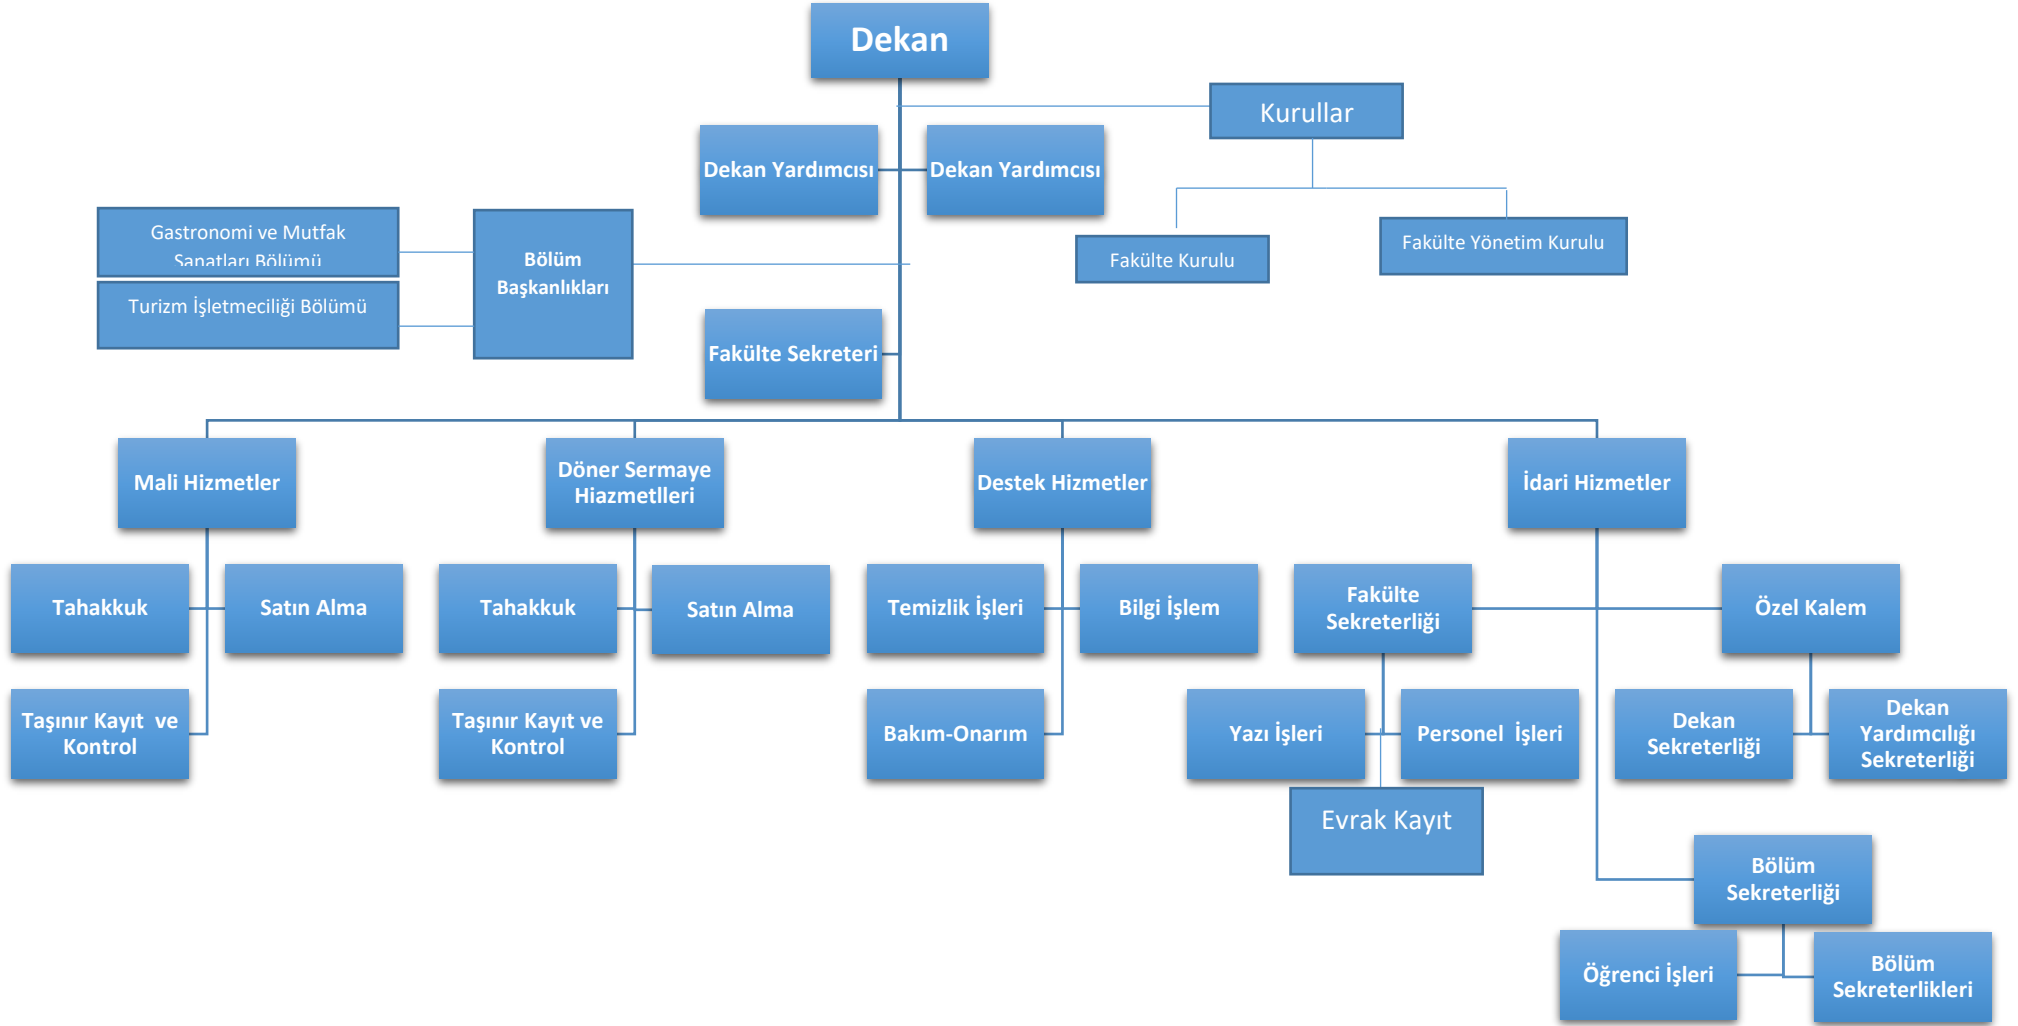 Dekan
Kurullar
Dekan Yardımcısı
Dekan Yardımcısı
Gastronomi ve Mutfak
Sanatları Bölümü
Turizm İşletmeciliği Bölümü
Bölüm
Başkanlıkları
Fakülte Kurulu
Fakülte Yönetim Kurulu
Fakülte Sekreteri
Mali Hizmetler
Döner Sermaye
Hiazmetlleri
Destek Hizmetler
İdari Hizmetler
Tahakkuk
Satın Alma
Tahakkuk
Satın Alma
Temizlik İşleri
Bilgi İşlem
Fakülte
Sekreterliği
Özel Kalem
Taşınır Kayıt  ve
Kontrol
Taşınır Kayıt ve
Kontrol
Bakım-Onarım
Yazı İşleri
Personel  İşleri
Dekan
Sekreterliği
Dekan
Yardımcılığı
Sekreterliği
Evrak Kayıt
Bölüm
Sekreterliği
Öğrenci İşleri
Bölüm
Sekreterlikleri